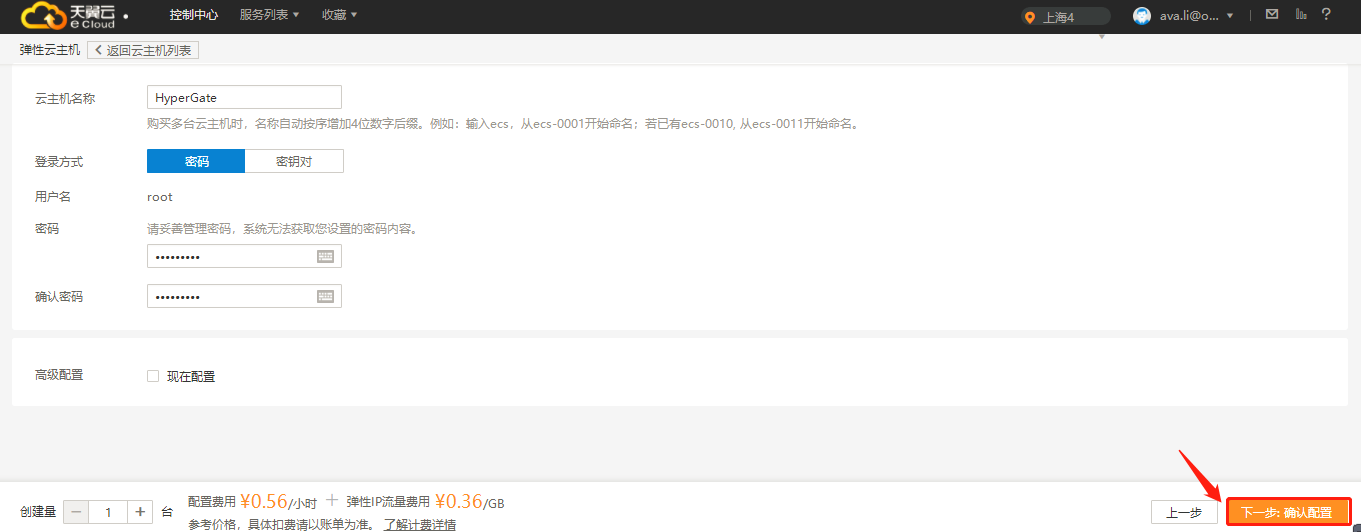 天翼云
e Cloud
控制中心 服务列表 收藏 上海4 ava.li@o... ?
弹性云主机 返回云主机列表
云主机名称 HyperGate
购买多台云主机时，名称自动按序增加4位数字后缀。例如：输入ecs，从ecs-0001开始命名；若已有ecs-0010, 从ecs-0011开始命名。
登录方式 密码 密钥对
用户名 root
密码 请妥善管理密码，系统无法获取您设置的密码内容。
•••••••••
确认密码 •••••••••
高级配置 现在配置
创建量 − 1 + 台 配置费用 ¥0.56/小时 + 弹性IP流量费用 ¥0.36/GB 上一步 下一步: 确认配置
参考价格，具体扣费请以账单为准。 了解计费详情